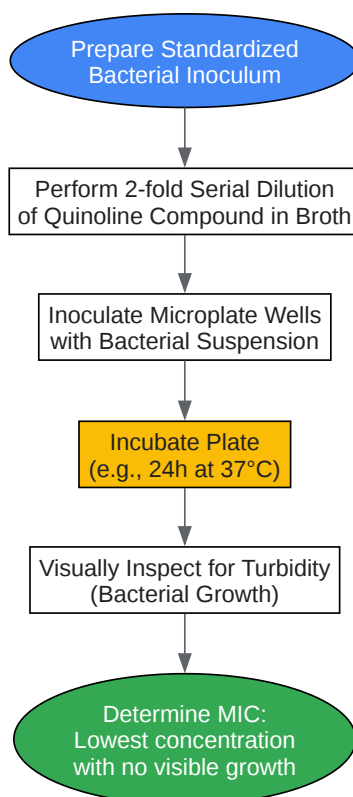 Prepare Standardized
Bacterial Inoculum
Perform 2-fold Serial Dilution
of Quinoline Compound in Broth
Inoculate Microplate Wells
with Bacterial Suspension
Incubate Plate
(e.g., 24h at 37°C)
Visually Inspect for Turbidity
(Bacterial Growth)
Determine MIC:
Lowest concentration
with no visible growth